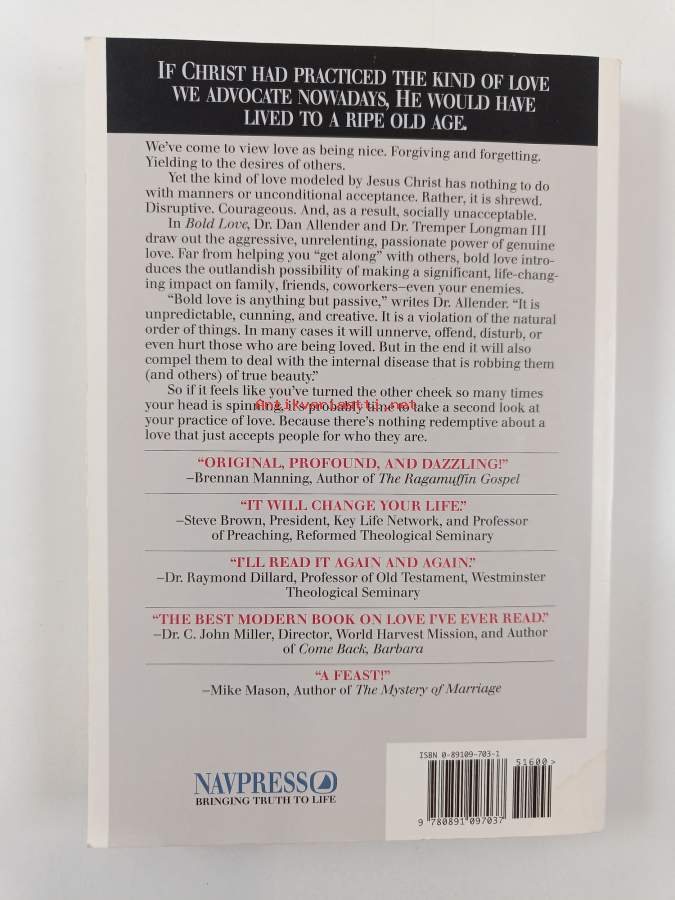 IF CHRIST HAD PRACTICED THE KIND OF LOVE
WE ADVOCATE NOWADAYS, HE WOULD HAVE
LIVED TO A RIPE OLD AGE.
We've come to view love as being nice. Forgiving and forgetting.
Yielding to the desires of others.
Yet the kind of love modeled by Jesus Christ has nothing to do
with manners or unconditional acceptance. Rather, it is shrewd.
Disruptive. Courageous. And, as a result, socially unacceptable.
In Bold Love, Dr. Dan Allender and Dr. Tremper Longman III
draw out the aggressive, unrelenting, passionate power of genuine
love. Far from helping you “get along” with others, bold love intro-
duces the outlandish possibility of making a significant, life-chang-
ing impact on family, friends, coworkers–even your enemies.
“Bold love is anything but passive,” writes Dr. Allender. “It is
unpredictable, cunning, and creative. It is a violation of the natural
order of things. In many cases it will unnerve, offend, disturb, or
even hurt those who are being loved. But in the end it will also
compel them to deal with the internal disease that is robbing them
(and others) of true beauty.”
So if it feels like you've turned the other cheek so many times
your head is spinning, it's probably time to take a second look at
Antikvariaatti.net
your practice of love. Because there's nothing redemptive about a
love that just accepts people for who they are.
“ORIGINAL, PROFOUND, AND DAZZLING!”
–Brennan Manning, Author of The Ragamuffin Gospel
“IT WILL CHANGE YOUR LIFE.”
–Steve Brown, President, Key Life Network, and Professor
of Preaching, Reformed Theological Seminary
“I'LL READ IT AGAIN AND AGAIN.”
–Dr. Raymond Dillard, Professor of Old Testament, Westminster
Theological Seminary
“THE BEST MODERN BOOK ON LOVE I'VE EVER READ.”
–Dr. C. John Miller, Director, World Harvest Mission, and Author
of Come Back, Barbara
“A FEAST!”
–Mike Mason, Author of The Mystery of Marriage
NAVPRESS
BRINGING TRUTH TO LIFE
ISBN 0-89109-703-1
51600>
9 780891 097037